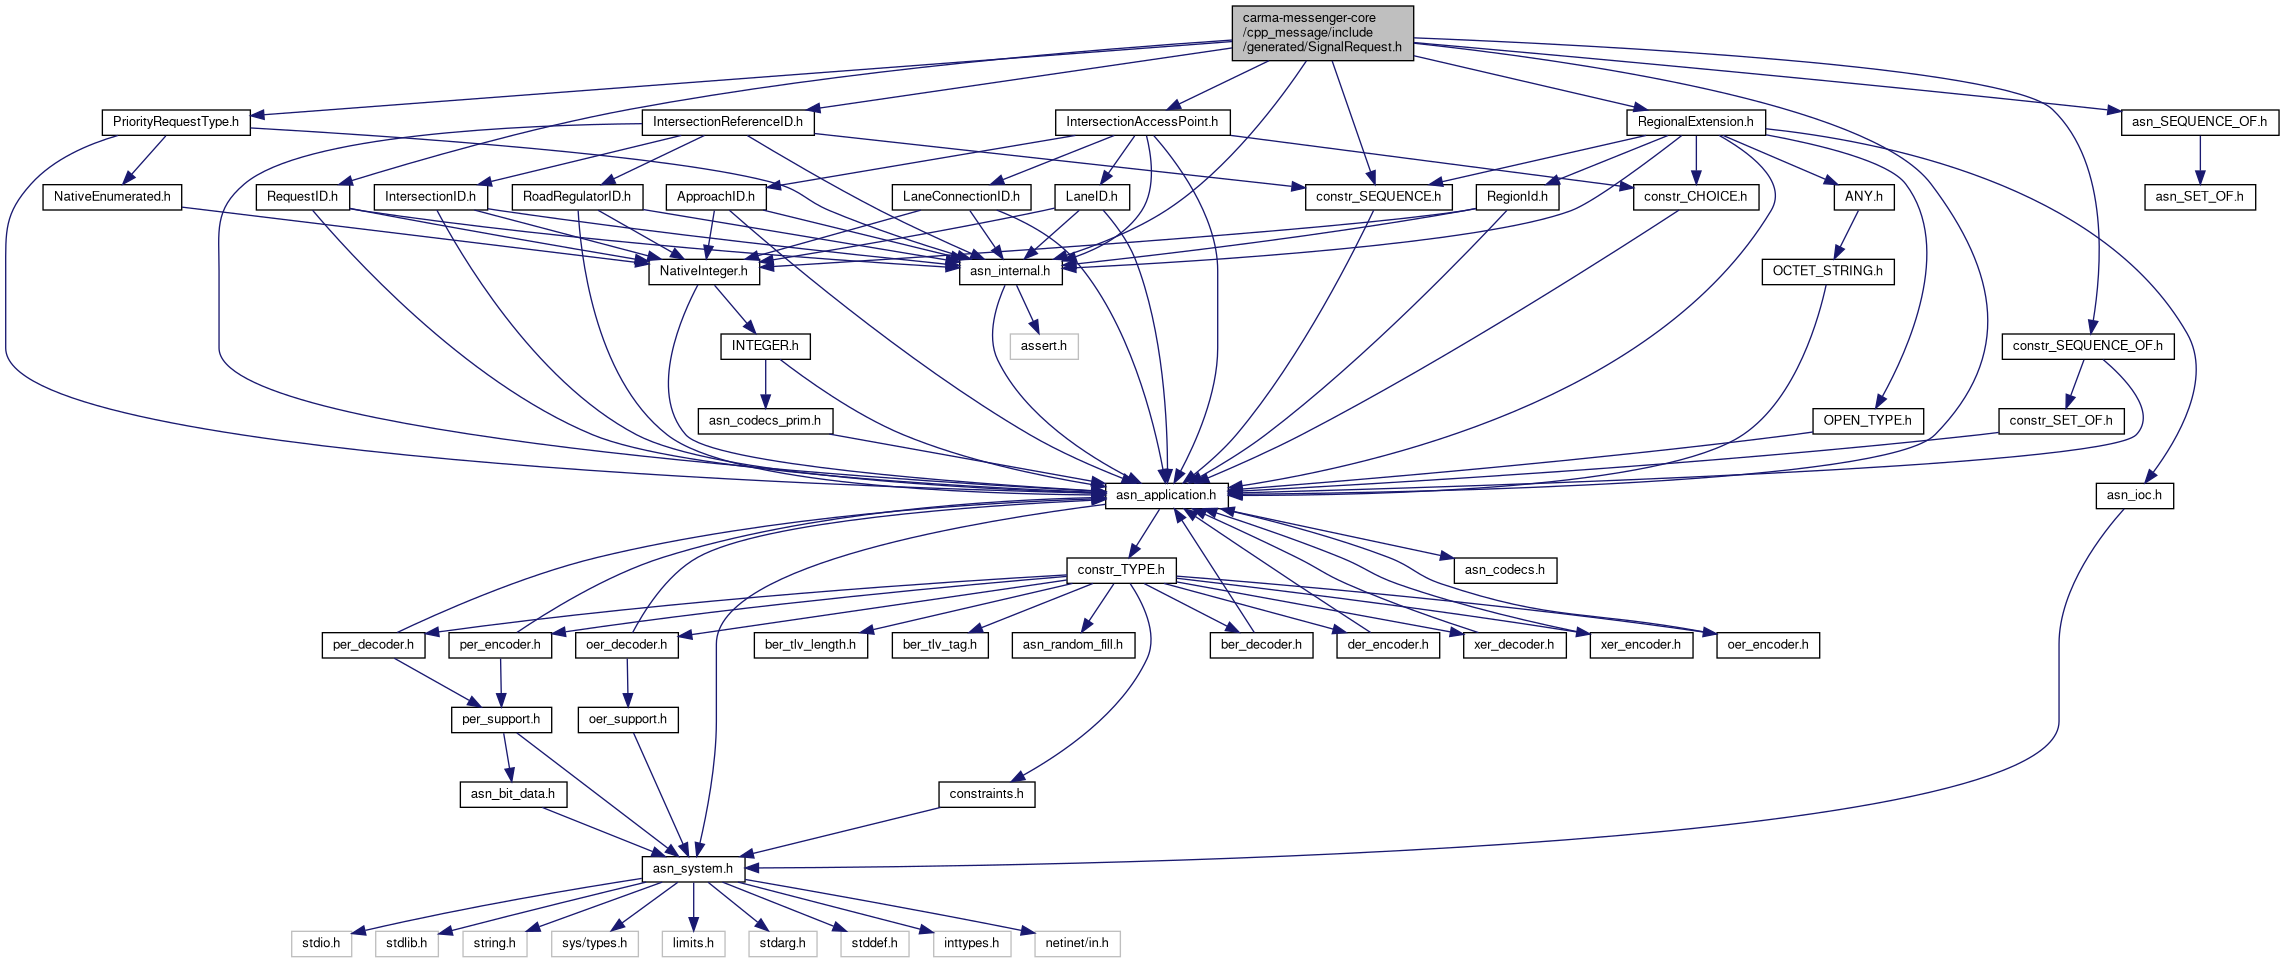 carma-messenger-core
/cpp_message/include
/generated/SignalRequest.h
PriorityRequestType.h
IntersectionReferenceID.h
IntersectionAccessPoint.h
RegionalExtension.h
asn_SEQUENCE_OF.h
NativeEnumerated.h
RequestID.h
IntersectionID.h
RoadRegulatorID.h
ApproachID.h
LaneConnectionID.h
LaneID.h
constr_SEQUENCE.h
RegionId.h
constr_CHOICE.h
ANY.h
asn_SET_OF.h
NativeInteger.h
asn_internal.h
OCTET_STRING.h
INTEGER.h
assert.h
constr_SEQUENCE_OF.h
asn_codecs_prim.h
OPEN_TYPE.h
constr_SET_OF.h
asn_application.h
asn_ioc.h
constr_TYPE.h
asn_codecs.h
per_decoder.h
per_encoder.h
oer_decoder.h
ber_tlv_length.h
ber_tlv_tag.h
asn_random_fill.h
ber_decoder.h
der_encoder.h
xer_decoder.h
xer_encoder.h
oer_encoder.h
per_support.h
oer_support.h
asn_bit_data.h
constraints.h
asn_system.h
stdio.h
stdlib.h
string.h
sys/types.h
limits.h
stdarg.h
stddef.h
inttypes.h
netinet/in.h